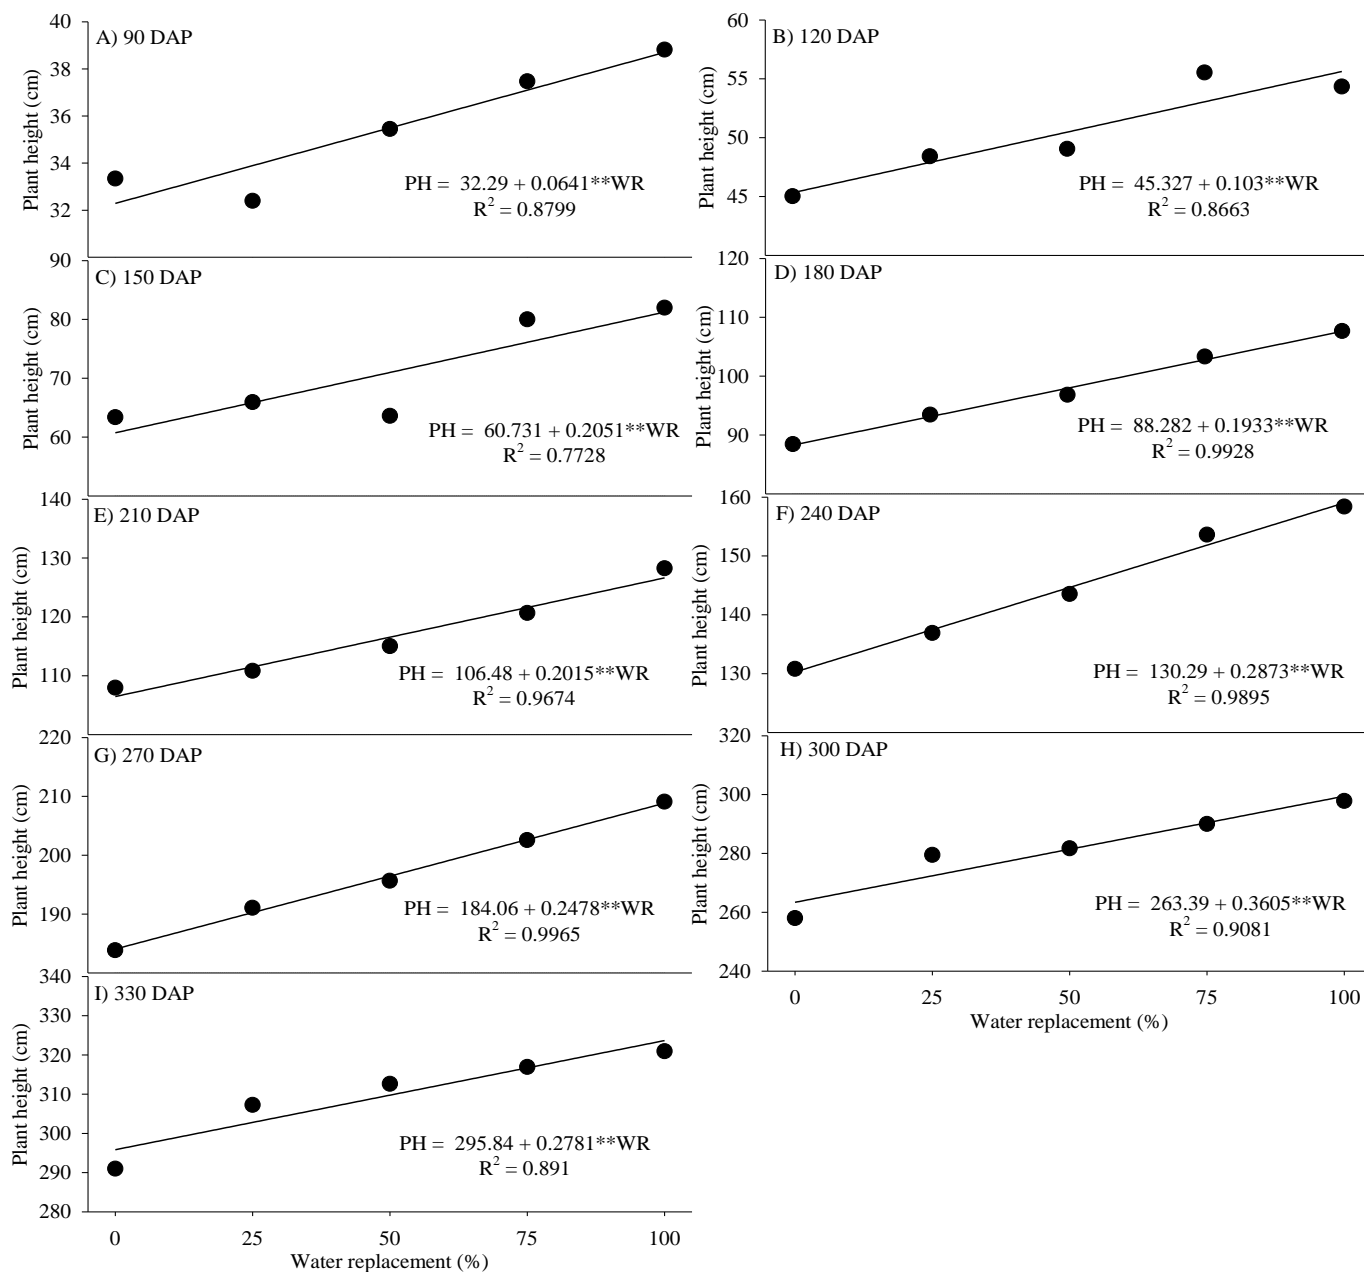 A) 90 DAP
Plant height (cm)
40
38
36
34
32
30
PH = 32.29 + 0.0641**WR
R² = 0.8799
B) 120 DAP
Plant height (cm)
60
55
50
45
PH = 45.327 + 0.103**WR
R² = 0.8663
C) 150 DAP
Plant height (cm)
90
80
70
60
PH = 60.731 + 0.2051**WR
R² = 0.7728
D) 180 DAP
Plant height (cm)
120
110
100
90
PH = 88.282 + 0.1933**WR
R² = 0.9928
E) 210 DAP
Plant height (cm)
140
130
120
110
PH = 106.48 + 0.2015**WR
R² = 0.9674
F) 240 DAP
Plant height (cm)
160
150
140
130
PH = 130.29 + 0.2873**WR
R² = 0.9895
G) 270 DAP
Plant height (cm)
220
210
200
190
PH = 184.06 + 0.2478**WR
R² = 0.9965
H) 300 DAP
Plant height (cm)
320
300
280
260
240
PH = 263.39 + 0.3605**WR
R² = 0.9081
0 25 50 75 100
Water replacement (%)
I) 330 DAP
Plant height (cm)
340
330
320
310
300
290
280
PH = 295.84 + 0.2781**WR
R² = 0.891
0 25 50 75 100
Water replacement (%)